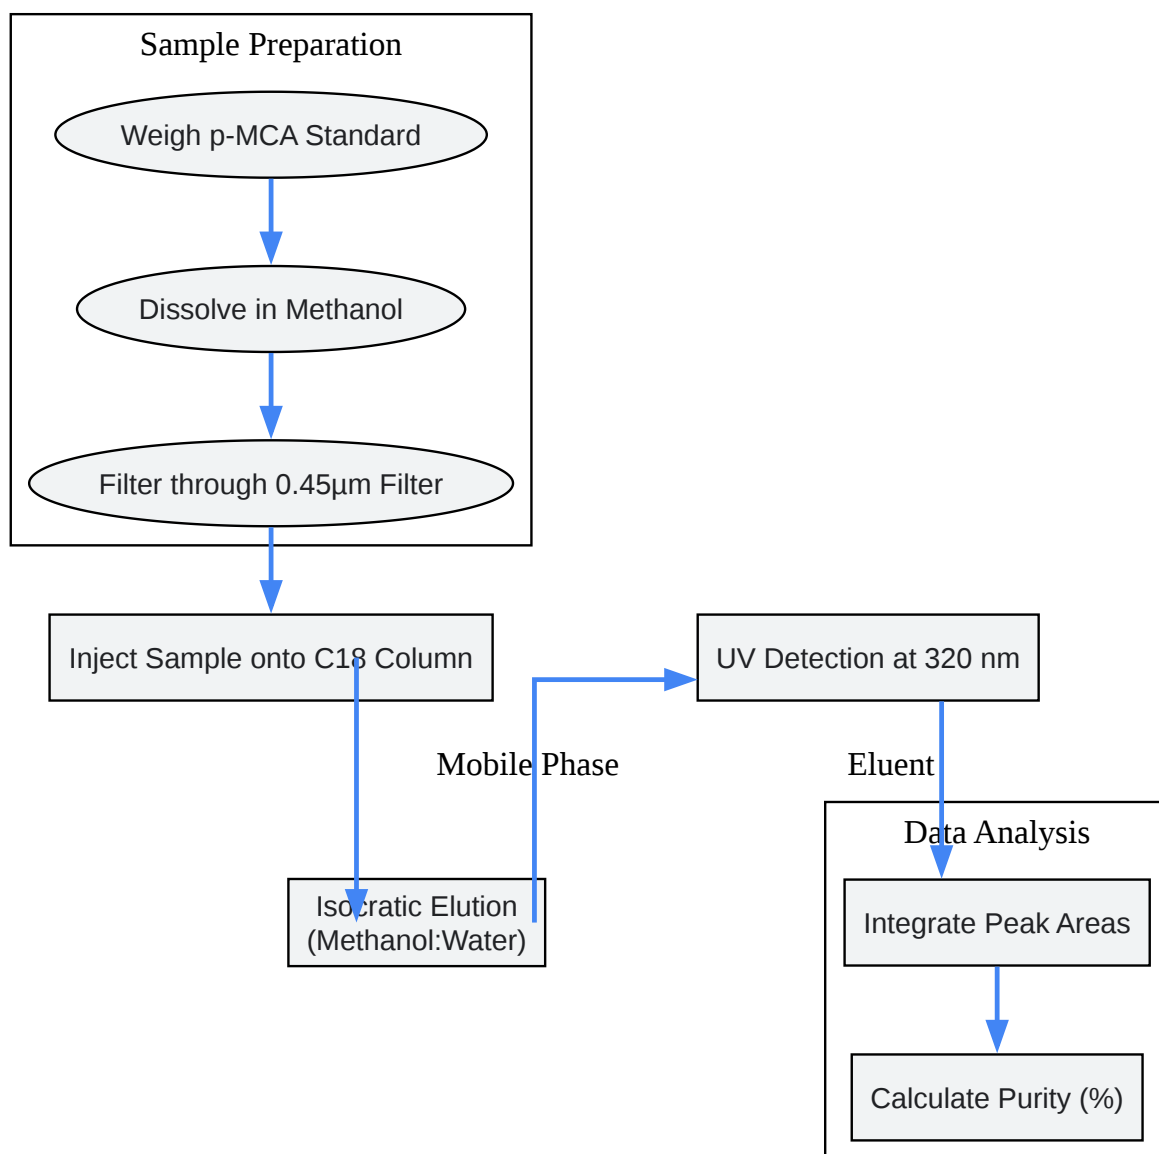 Sample Preparation
Weigh p-MCA Standard
Dissolve in Methanol
Filter through 0.45µm Filter
Inject Sample onto C18 Column
UV Detection at 320 nm
Mobile Phase
Eluent
Data Analysis
Isocratic Elution
(Methanol:Water)
Integrate Peak Areas
Calculate Purity (%)